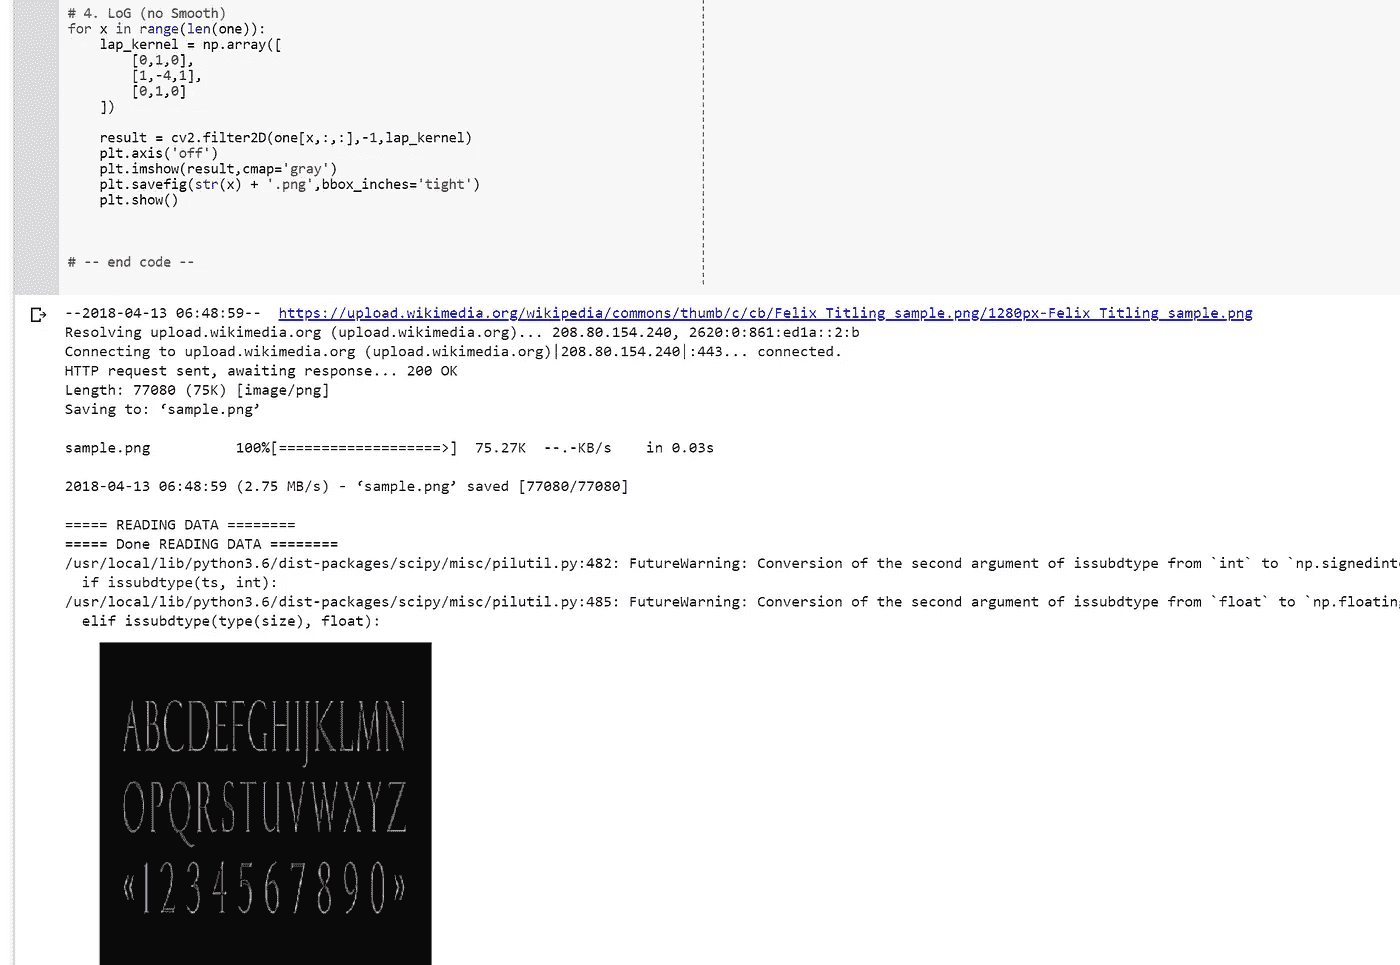 # 4. LoG (no Smooth)
for x in range(len(one)):
    lap_kernel = np.array([
        [0,1,0],
        [1,-4,1],
        [0,1,0]
    ])
    result = cv2.filter2D(one[x,:,:],-1,lap_kernel)
    plt.axis('off')
    plt.imshow(result,cmap='gray')
    plt.savefig(str(x) + '.png',bbox_inches='tight')
    plt.show()
# -- end code --
--2018-04-13 06:48:59--  https://upload.wikimedia.org/wikipedia/commons/thumb/c/cb/Felix_Titling_sample.png/1280px-Felix_Titling_sample.png
Resolving upload.wikimedia.org (upload.wikimedia.org)... 208.80.154.240, 2620:0:861:ed1a::2:b
Connecting to upload.wikimedia.org (upload.wikimedia.org)|208.80.154.240|:443... connected.
HTTP request sent, awaiting response... 200 OK
Length: 77080 (75K) [image/png]
Saving to: ‘sample.png’
sample.png          100%[===================>]  75.27K  --.-KB/s    in 0.03s
2018-04-13 06:48:59 (2.75 MB/s) - ‘sample.png’ saved [77080/77080]
===== READING DATA ========
===== Done READING DATA ========
/usr/local/lib/python3.6/dist-packages/scipy/misc/pilutil.py:482: FutureWarning: Conversion of the second argument of issubdtype from `int` to `np.signedint
  if issubdtype(ts, int):
/usr/local/lib/python3.6/dist-packages/scipy/misc/pilutil.py:485: FutureWarning: Conversion of the second argument of issubdtype from `float` to `np.floatin
  elif issubdtype(type(size), float):
ABCDEFGHIJKLMN
OPQRSTUVWXYZ
«1234567890»